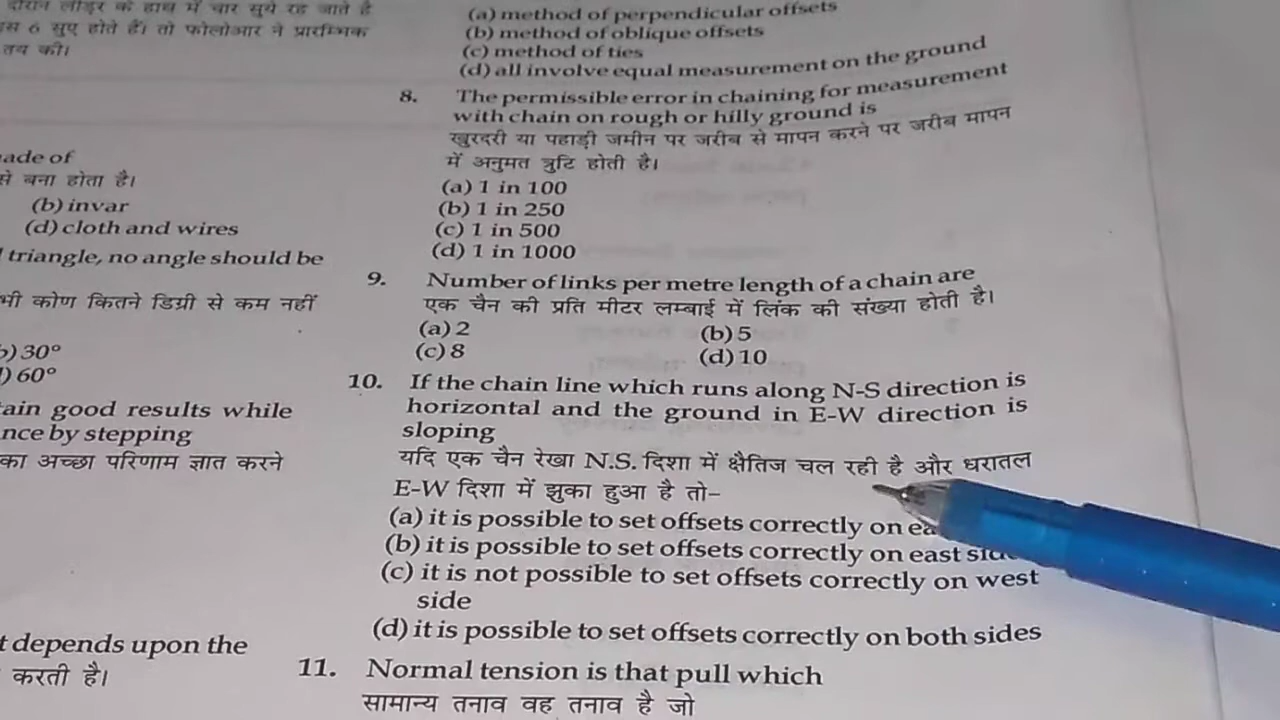 दौरान लीडर के हाथ में चार सुये रह जाते है
इस 6 सुए होते हैं। तो फोलोआर ने प्रारम्भिक
तय की।
ade of
से बना होता है।
(b) invar
(d) cloth and wires
triangle, no angle should be
भी कोण कितने डिग्री से कम नहीं
) 30°
) 60°
ain good results while
nce by stepping
का अच्छा परिणाम ज्ञात करने
t depends upon the
करती है।
(a) method of perpendicular offsets
(b) method of oblique offsets
(c) method of ties
(d) all involve equal measurement on the ground
8. The permissible error in chaining for measurement
with chain on rough or hilly ground is
खुरदरी या पहाड़ी जमीन पर जरीब से मापन करने पर जरीब मापन
में अनुमत त्रुटि होती है।
(a) 1 in 100
(b) 1 in 250
(c) 1 in 500
(d) 1 in 1000
9. Number of links per metre length of a chain are
एक चैन की प्रति मीटर लम्बाई में लिंक की संख्या होती है।
(a) 2 (b) 5
(c) 8 (d) 10
10. If the chain line which runs along N-S direction is
horizontal and the ground in E-W direction is
sloping
यदि एक चैन रेखा N.S. दिशा में क्षैतिज चल रही है और धरातल
E-W दिशा में झुका हुआ है तो-
(a) it is possible to set offsets correctly on ea
(b) it is possible to set offsets correctly on east side
(c) it is not possible to set offsets correctly on west
side
(d) it is possible to set offsets correctly on both sides
11. Normal tension is that pull which
सामान्य तनाव वह तनाव है जो